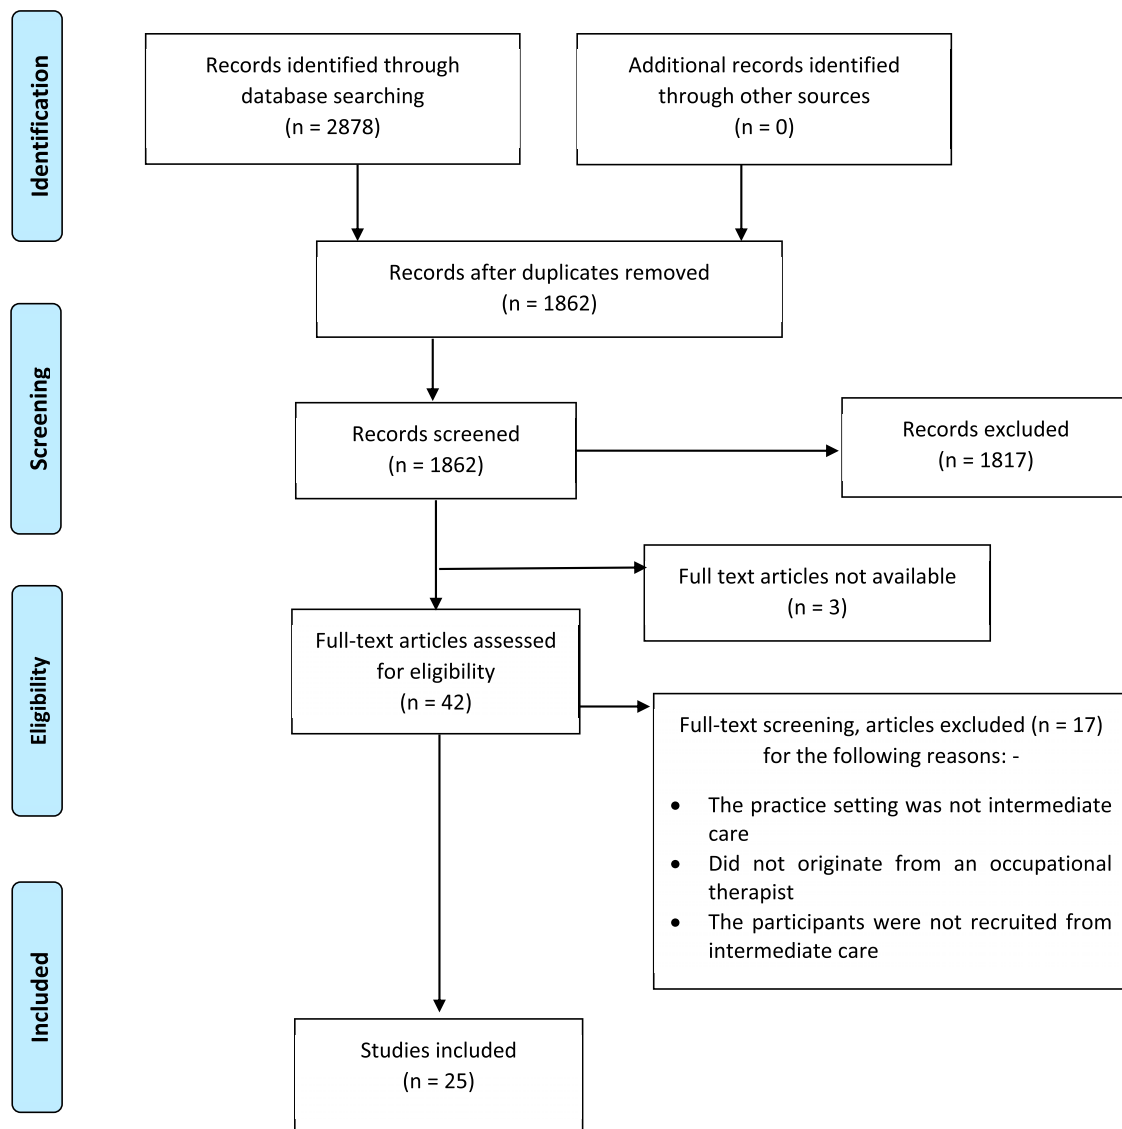 Identification
Records identified through
database searching
(n = 2878)
Additional records identified
through other sources
(n = 0)
Records after duplicates removed
(n = 1862)
Screening
Records screened
(n = 1862)
Records excluded
(n = 1817)
Full text articles not available
(n = 3)
Eligibility
Full-text articles assessed
for eligibility
(n = 42)
Full-text screening, articles excluded (n = 17)
for the following reasons: -
● The practice setting was not intermediate
care
● Did not originate from an occupational
therapist
● The participants were not recruited from
intermediate care
Included
Studies included
(n = 25)